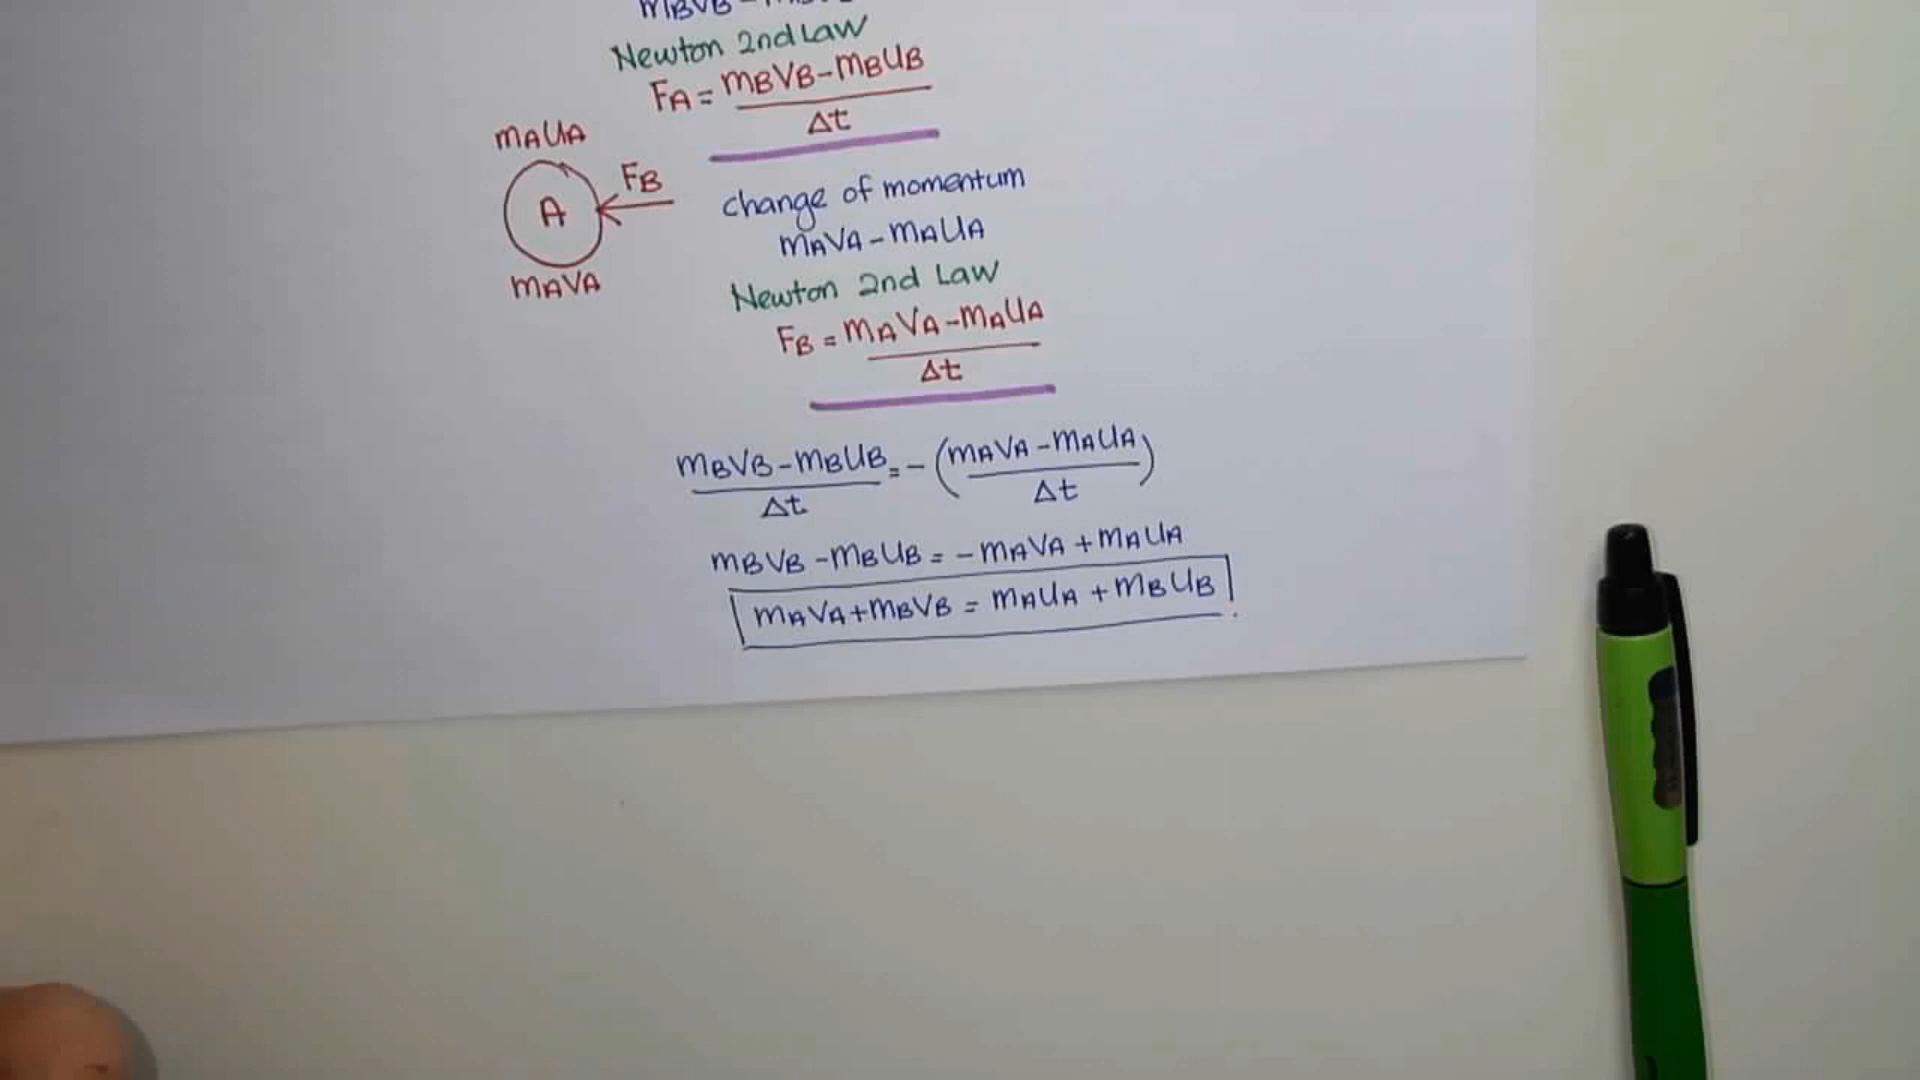 Newton 2nd Law
FA = mBVB - mBUB
Δt
mAUA
FB
A
mAVA
change of momentum
mAVA - mAUA
Newton 2nd Law
FB = mAVA - mAUA
Δt
mBVB - mBUB = - (mAVA - mAUA)
Δt Δt
mBVB - mBUB = - mAVA + mAUA
mAVA + mBVB = mAUA + mBUB